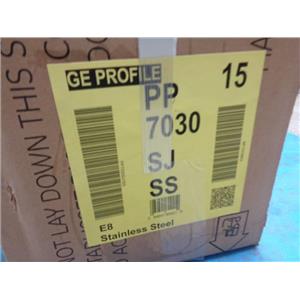 GE PROFILE 15
PP
7030
SJ
SS
E8
Stainless Steel
NOT LAY DOWN THIS S